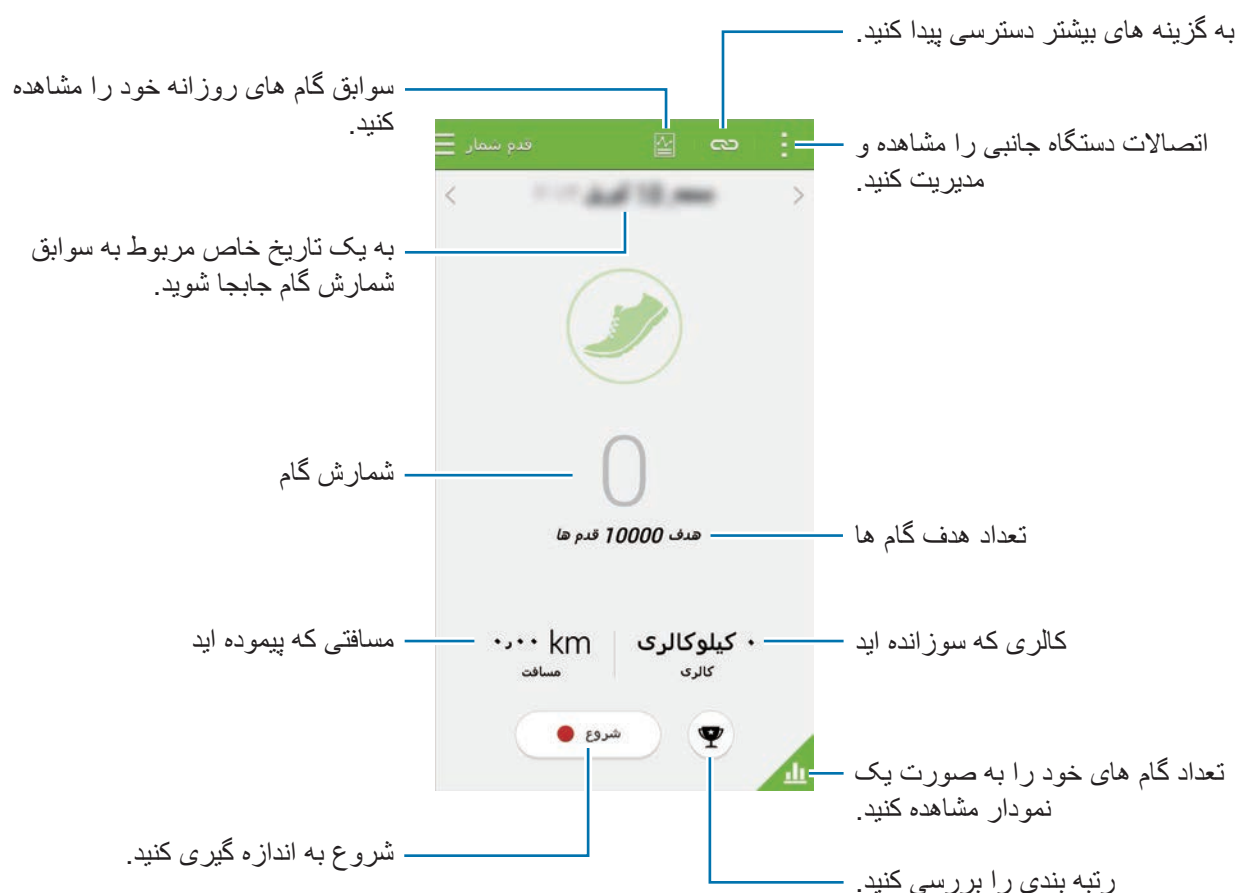 به گزینه های بیشتر دسترسی پیدا کنید.
سوابق گام های روزانه خود را مشاهده
کنید.
اتصالات دستگاه جانبی را مشاهده و
مدیریت کنید.
قدم شمار
به یک تاریخ خاص مربوط به سوابق
شمارش گام جابجا شوید.
0
شمارش گام
هدف 10000 قدم ها
تعداد هدف گام ها
کالری که سوزانده اید
۰ کیلوکالری
کالری
۰٫۰۰ km
مسافت
مسافتی که پیموده اید
شروع
تعداد گام های خود را به صورت یک
نمودار مشاهده کنید.
شروع به اندازه گیری کنید.
رتبه بندی را بررسی کنید.